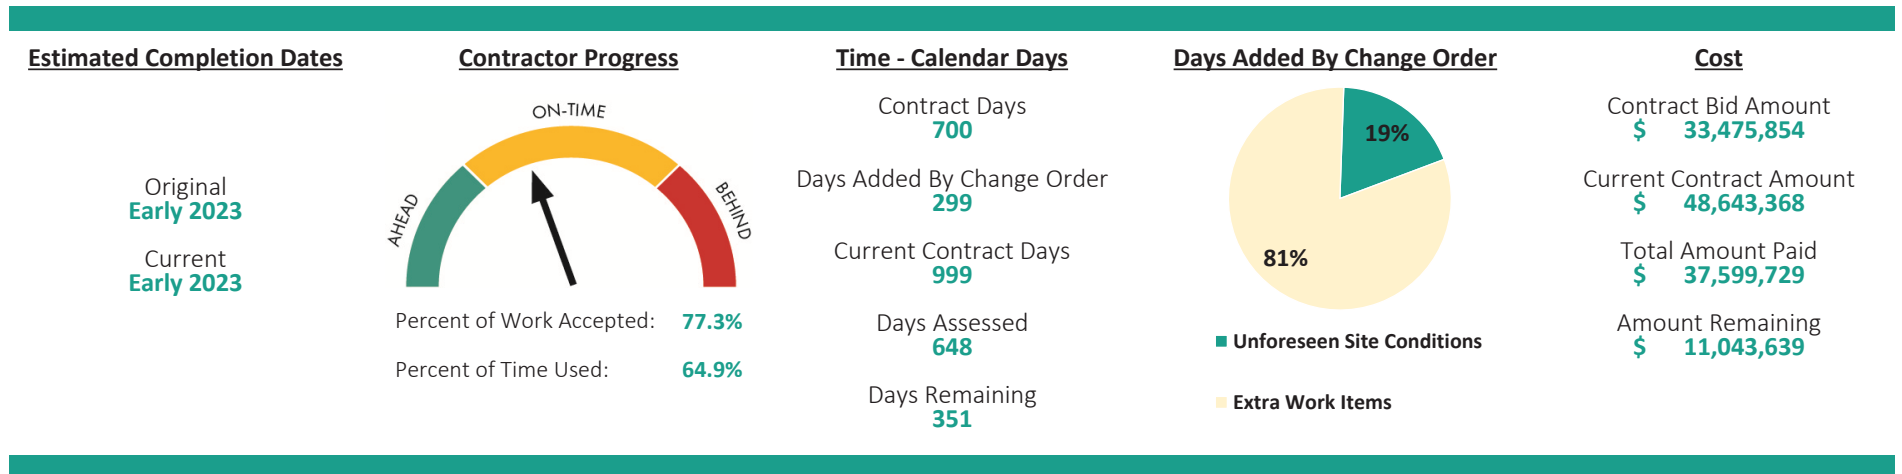 Estimated Completion Dates
Original
Early 2023
Current
Early 2023
Contractor Progress
AHEAD
ON-TIME
BEHIND
Percent of Work Accepted: 77.3%
Percent of Time Used: 64.9%
Time - Calendar Days
Contract Days
700
Days Added By Change Order
299
Current Contract Days
999
Days Assessed
648
Days Remaining
351
Days Added By Change Order
19%
81%
Unforeseen Site Conditions
Extra Work Items
Cost
Contract Bid Amount
$ 33,475,854
Current Contract Amount
$ 48,643,368
Total Amount Paid
$ 37,599,729
Amount Remaining
$ 11,043,639